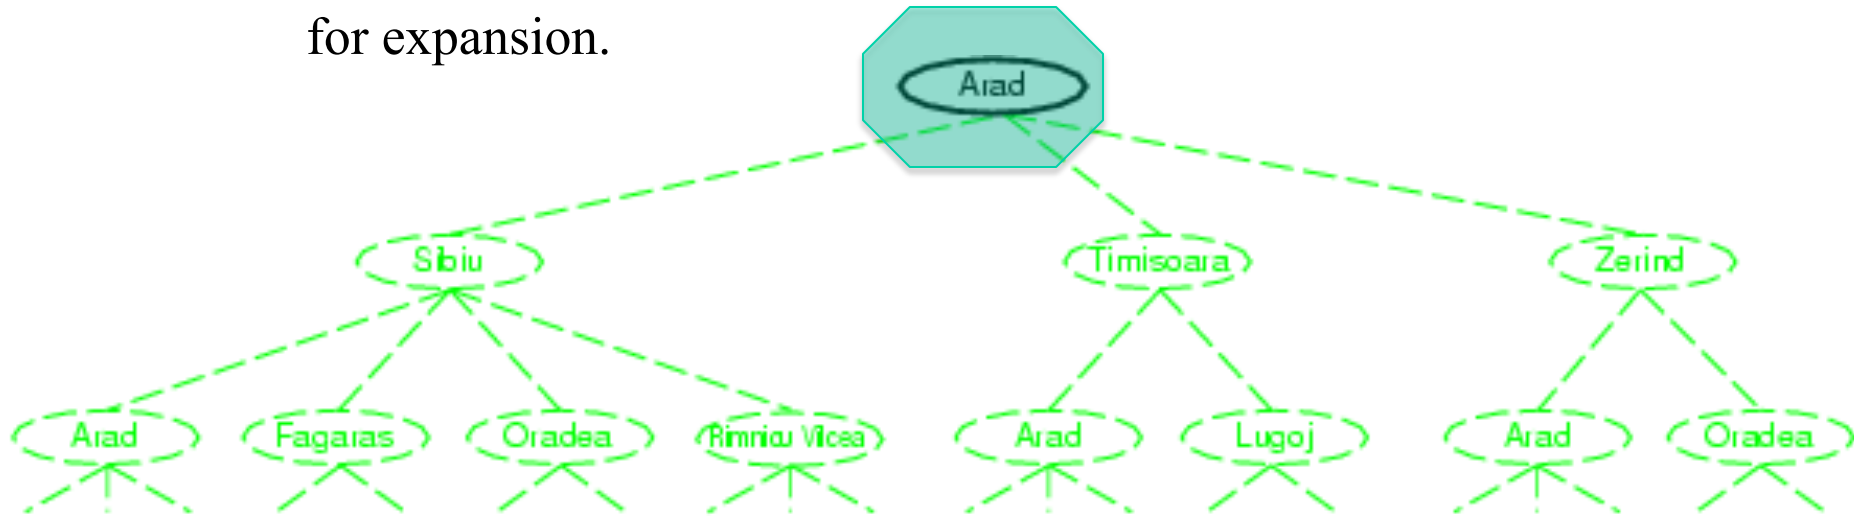 for expansion.
Arad
Sibiu Timisoara Zerind
Arad Fagaras Oradea Rimnicu Vilcea Arad Lugoj Arad Oradea